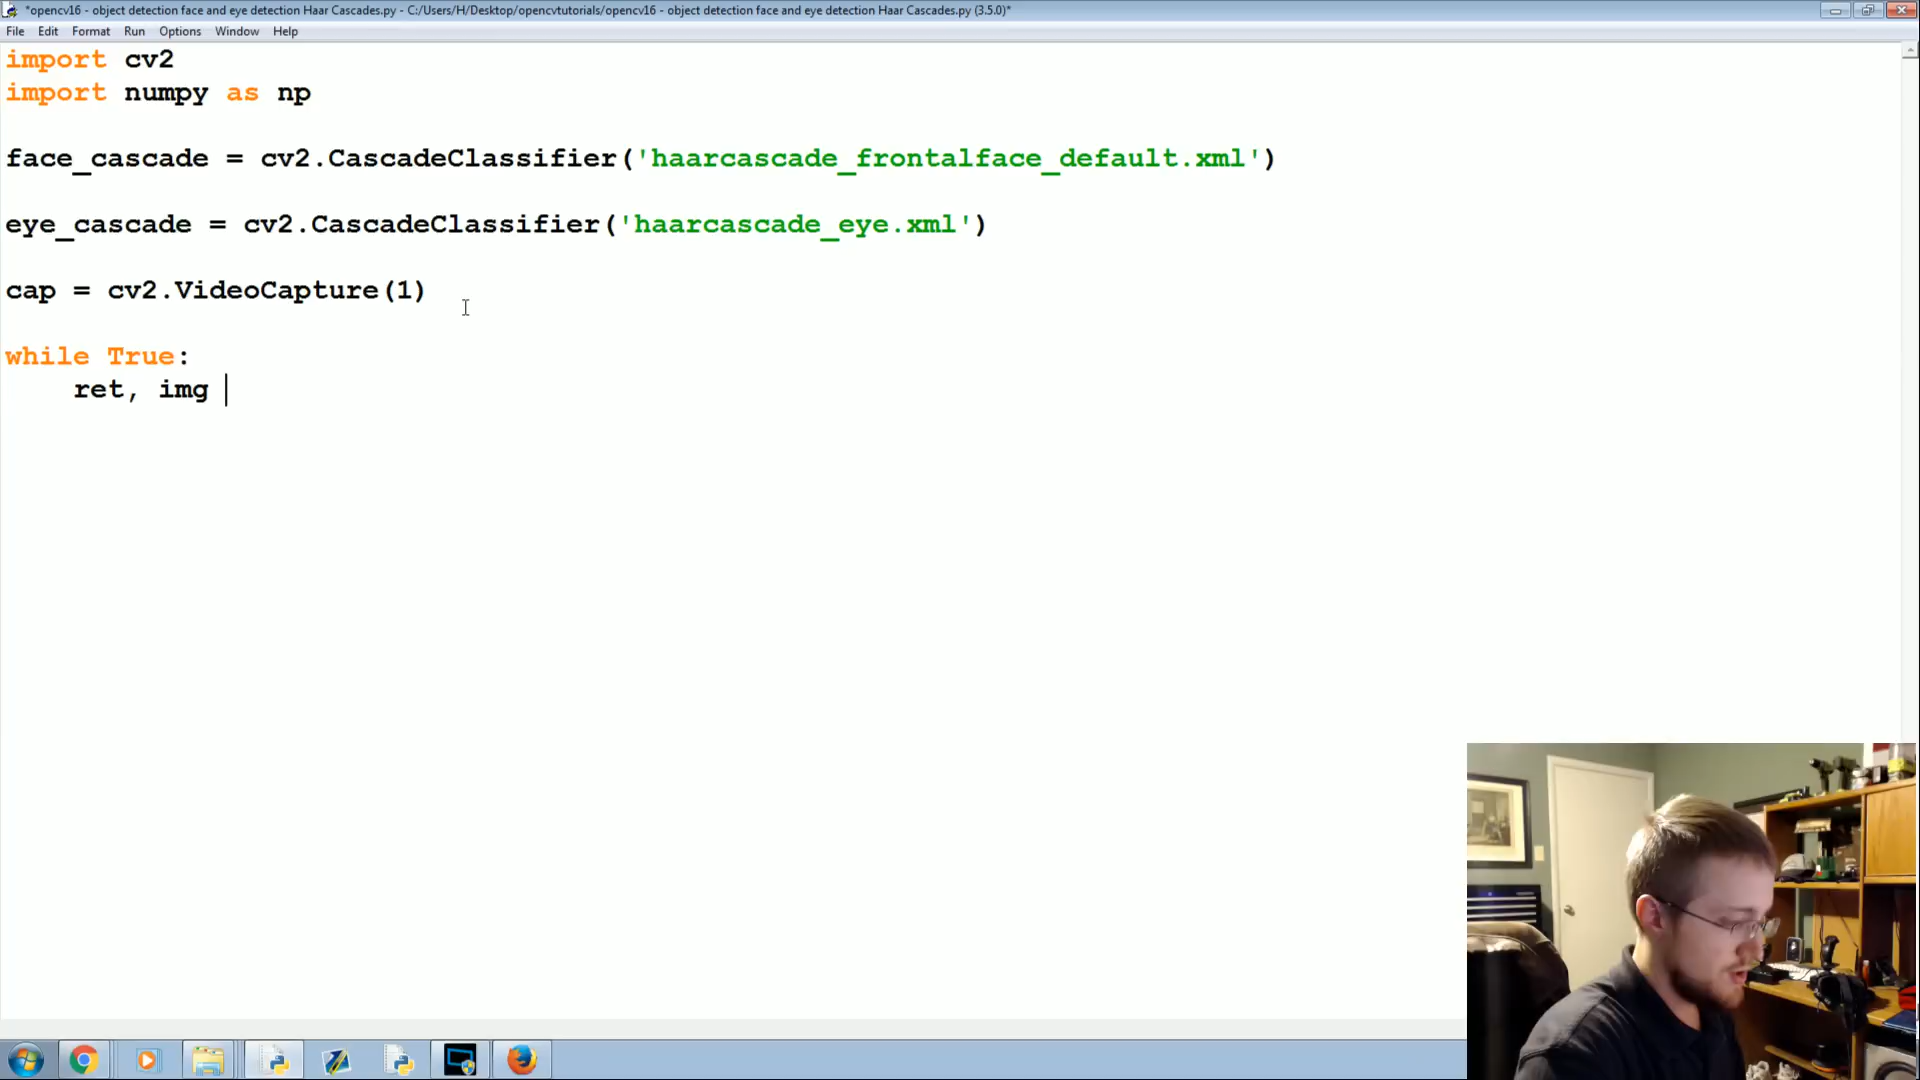 *opencv16 - object detection face and eye detection Haar Cascades.py - C:/Users/H/Desktop/opencvtutorials/opencv16 - object detection face and eye detection Haar Cascades.py (3.5.0)*
File Edit Format Run Options Window Help
import cv2
import numpy as np
face_cascade = cv2.CascadeClassifier('haarcascade_frontalface_default.xml')
eye_cascade = cv2.CascadeClassifier('haarcascade_eye.xml')
cap = cv2.VideoCapture(1)
while True:
    ret, img